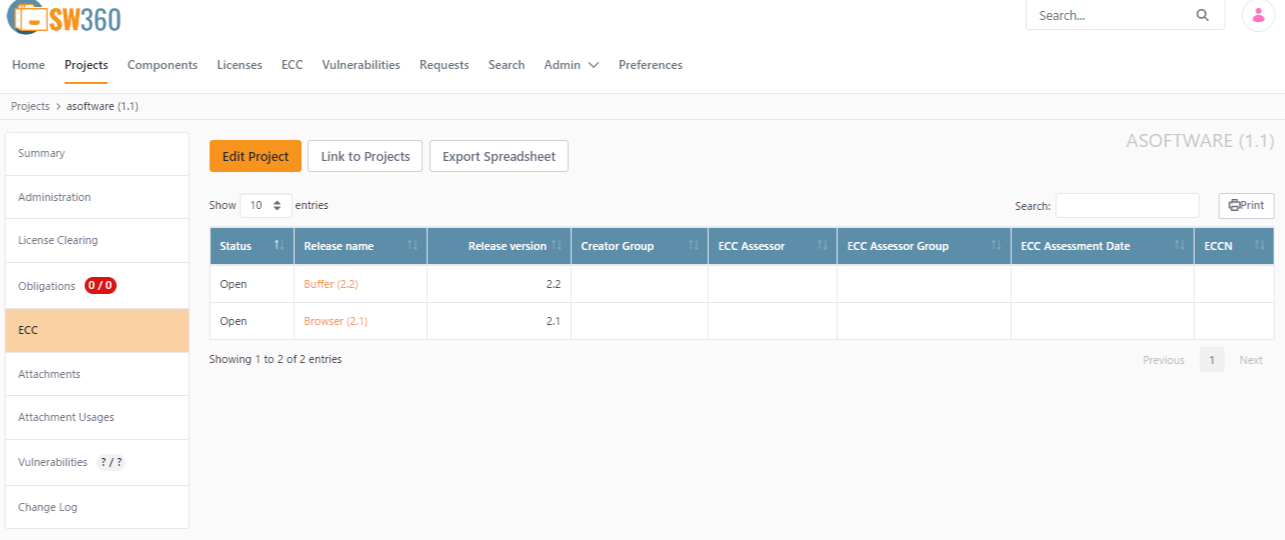 SW360
Search...
Home Projects Components Licenses ECC Vulnerabilities Requests Search Admin Preferences
Projects > asoftware (1.1)
ASOFTWARE (1.1)
Summary
Administration
License Clearing
Obligations 0 / 0
ECC
Attachments
Attachment Usages
Vulnerabilities ? / ?
Change Log
Edit Project Link to Projects Export Spreadsheet
Show 10 entries
Search: Print
Status Release name Release version Creator Group ECC Assessor ECC Assessor Group ECC Assessment Date ECCN
Open Buffer (2.2) 2.2
Open Browser (2.1) 2.1
Showing 1 to 2 of 2 entries
Previous 1 Next